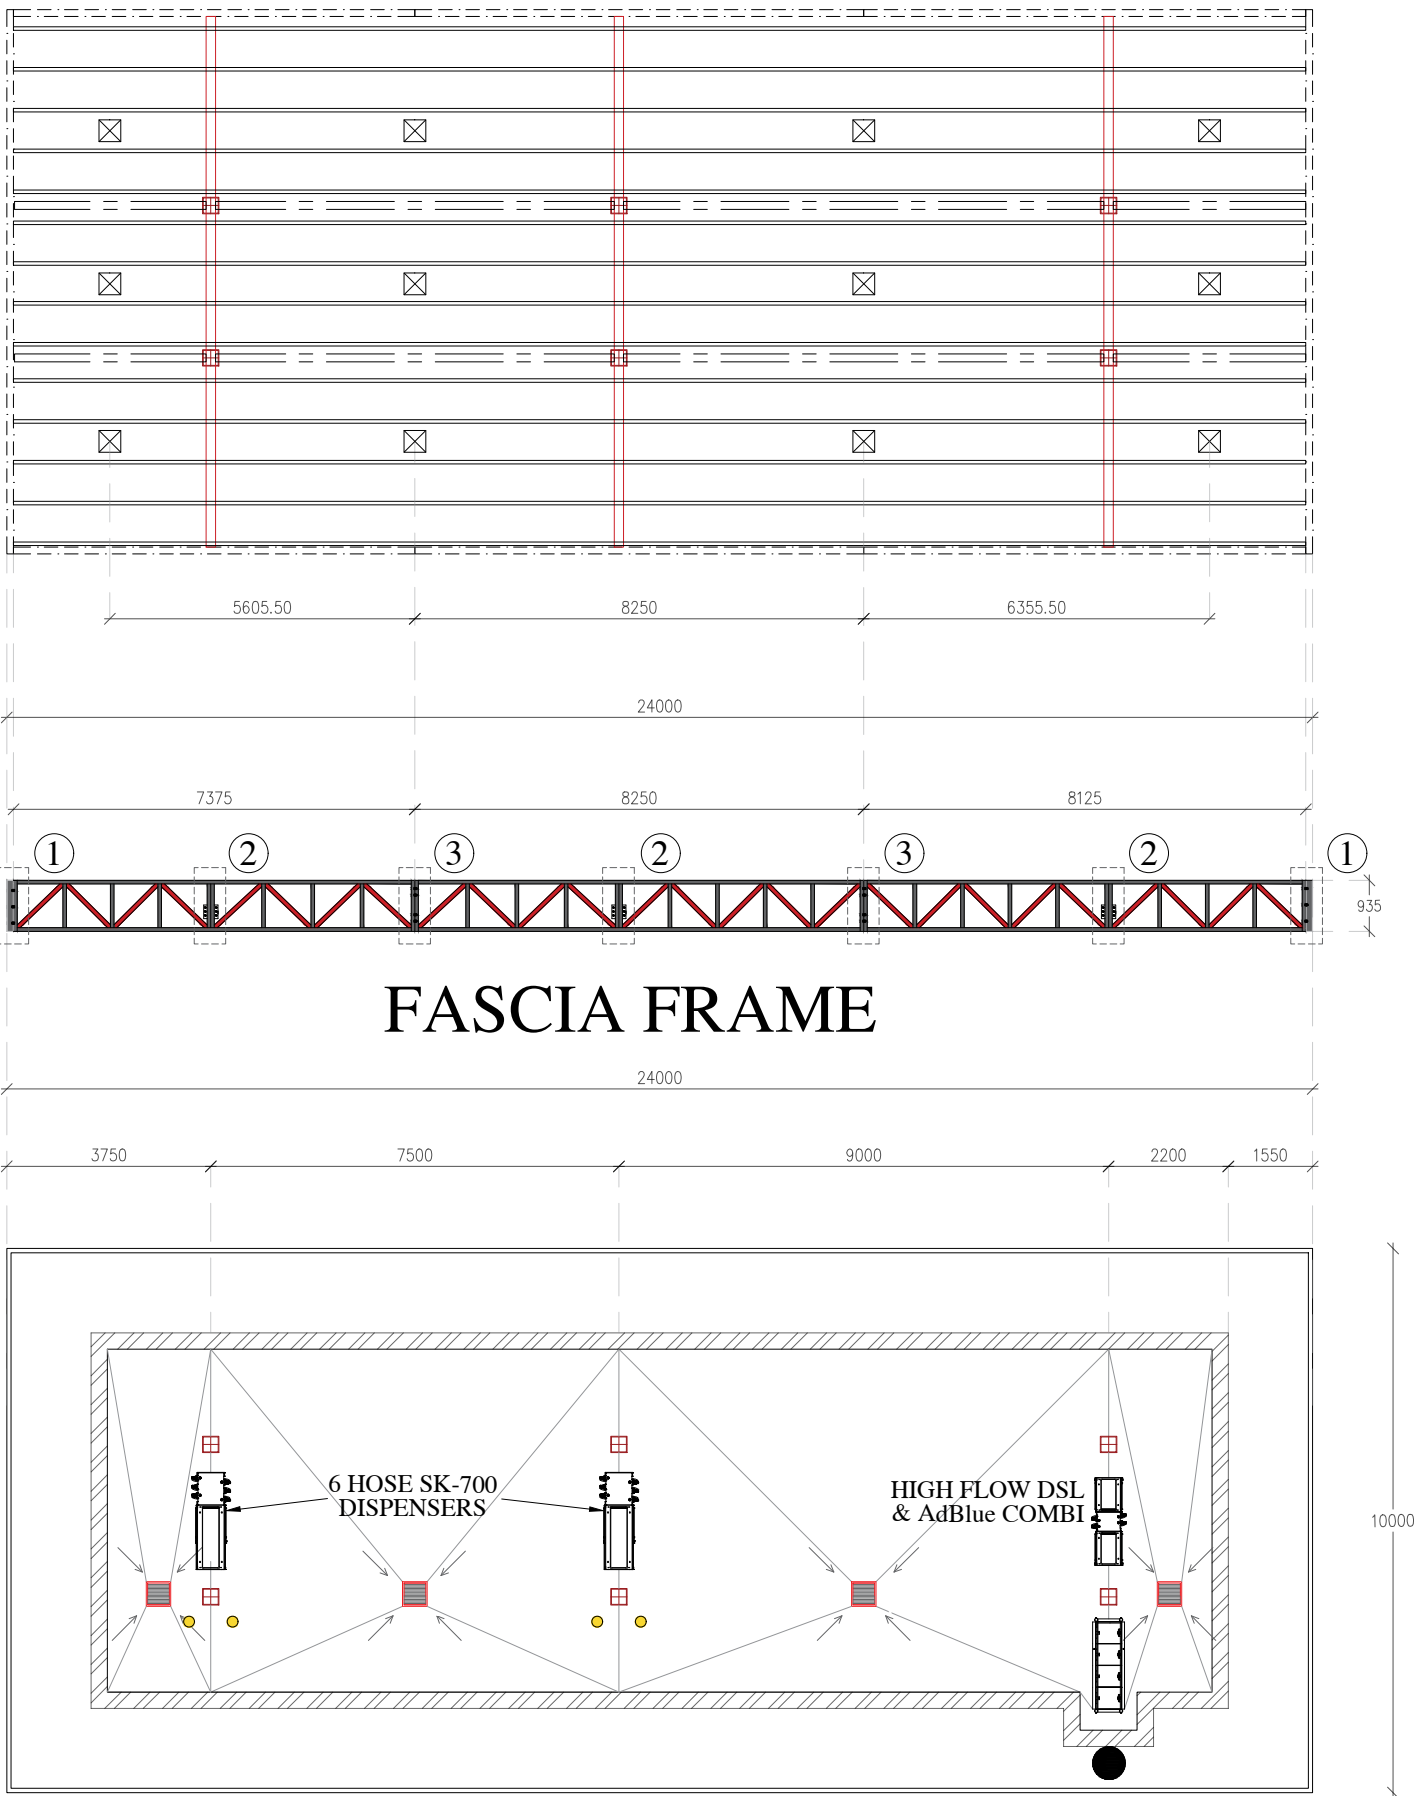 5605.50 8250 6355.50
24000
7375 8250 8125
1 2 3 2 3 2 1
935
FASCIA FRAME
24000
3750 7500 9000 2200 1550
6 HOSE SK-700
DISPENSERS
HIGH FLOW DSL
& AdBlue COMBI
10000